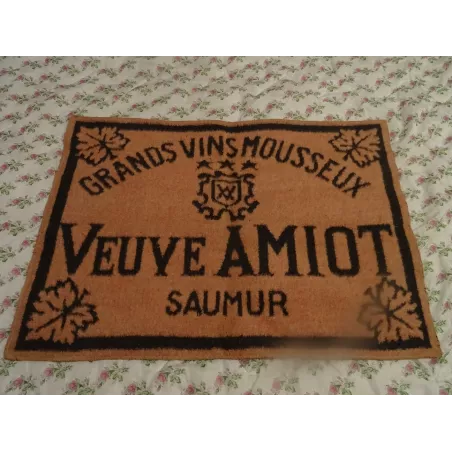 GRANDS VINS MOUSSEUX
VEUVE AMIOT
SAUMUR